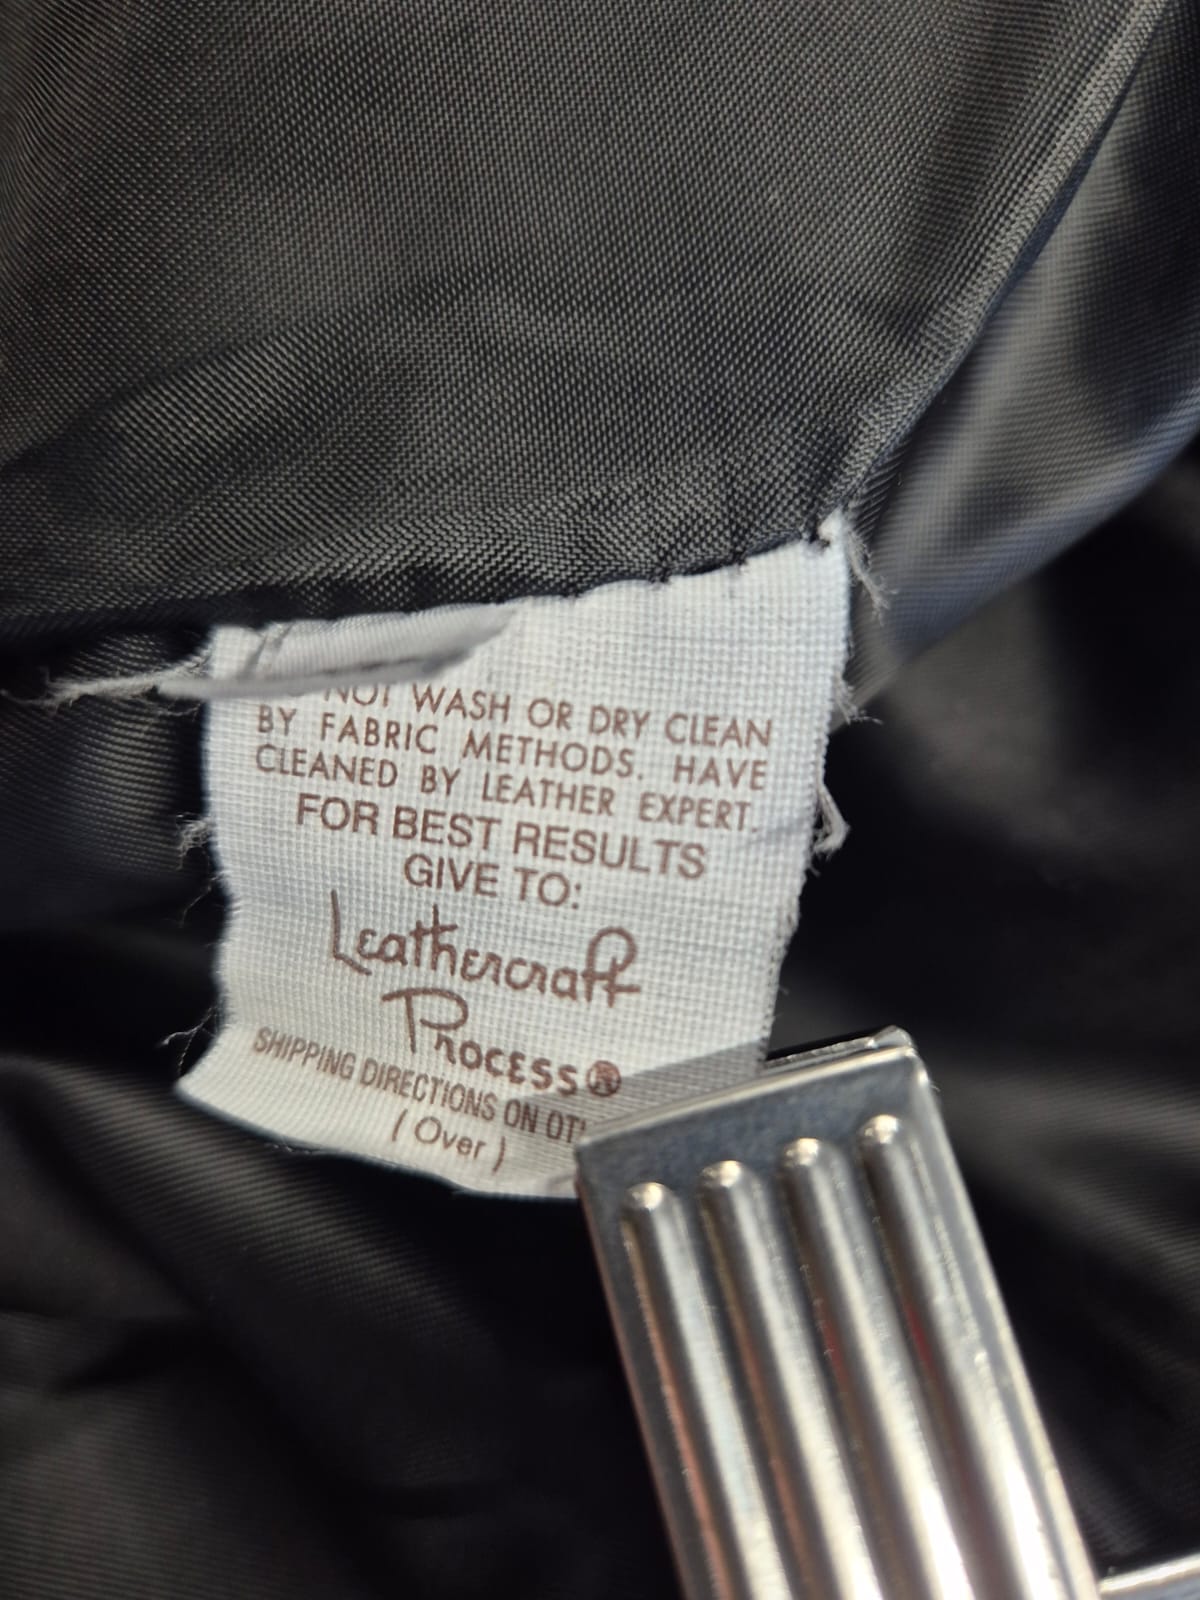 NOT WASH OR DRY CLEAN
BY FABRIC METHODS. HAVE
CLEANED BY LEATHER EXPERT.
FOR BEST RESULTS
GIVE TO:
Leathercraft
Process®
SHIPPING DIRECTIONS ON
(Over)